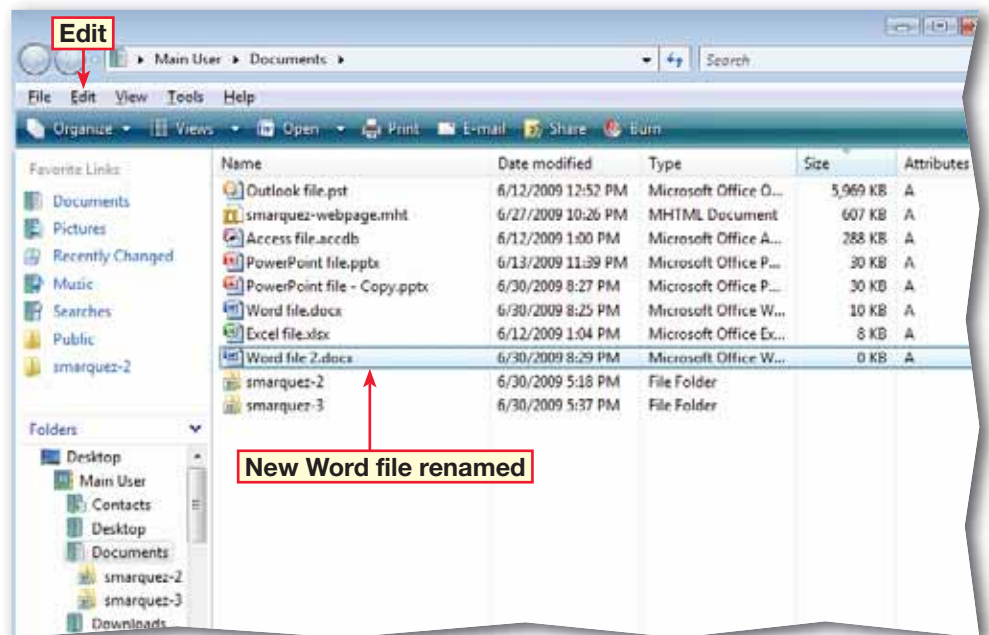 Edit
Main User ▸ Documents ▸
Search
File Edit View Tools Help
Organize Views Open Print E-mail Share Burn
Favorite Links
Documents
Pictures
Recently Changed
Music
Searches
Public
smarquez-2
Folders
Desktop
Main User
Contacts
Desktop
Documents
smarquez-2
smarquez-3
Downloads
Name Date modified Type Size Attributes
Outlook file.pst 6/12/2009 12:52 PM Microsoft Office O... 5,969 KB A
smarquez-webpage.mht 6/27/2009 10:26 PM MHTML Document 607 KB A
Access file.accdb 6/12/2009 1:00 PM Microsoft Office A... 288 KB A
PowerPoint file.pptx 6/13/2009 11:39 PM Microsoft Office P... 30 KB A
PowerPoint file - Copy.pptx 6/30/2009 8:27 PM Microsoft Office P... 30 KB A
Word file.docx 6/30/2009 8:25 PM Microsoft Office W... 10 KB A
Excel file.xlsx 6/12/2009 1:04 PM Microsoft Office Ex... 8 KB A
Word file 2.docx 6/30/2009 8:29 PM Microsoft Office W... 0 KB A
smarquez-2 6/30/2009 5:18 PM File Folder
smarquez-3 6/30/2009 5:37 PM File Folder
New Word file renamed